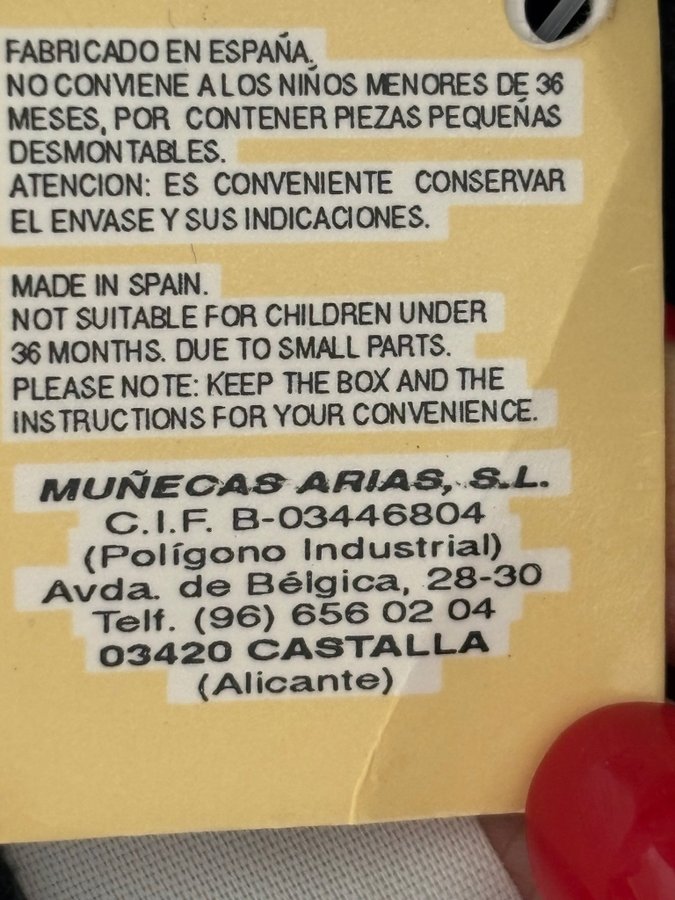 FABRICADO EN ESPAÑA.
NO CONVIENE A LOS NIÑOS MENORES DE 36
MESES, POR CONTENER PIEZAS PEQUEÑAS
DESMONTABLES.
ATENCION: ES CONVENIENTE CONSERVAR
EL ENVASE Y SUS INDICACIONES.
MADE IN SPAIN.
NOT SUITABLE FOR CHILDREN UNDER
36 MONTHS. DUE TO SMALL PARTS.
PLEASE NOTE: KEEP THE BOX AND THE
INSTRUCTIONS FOR YOUR CONVENIENCE.
MUÑECAS ARIAS, S.L.
C.I.F. B-03446804
(Polígono Industrial)
Avda. de Bélgica, 28-30
Telf. (96) 656 02 04
03420 CASTALLA
(Alicante)